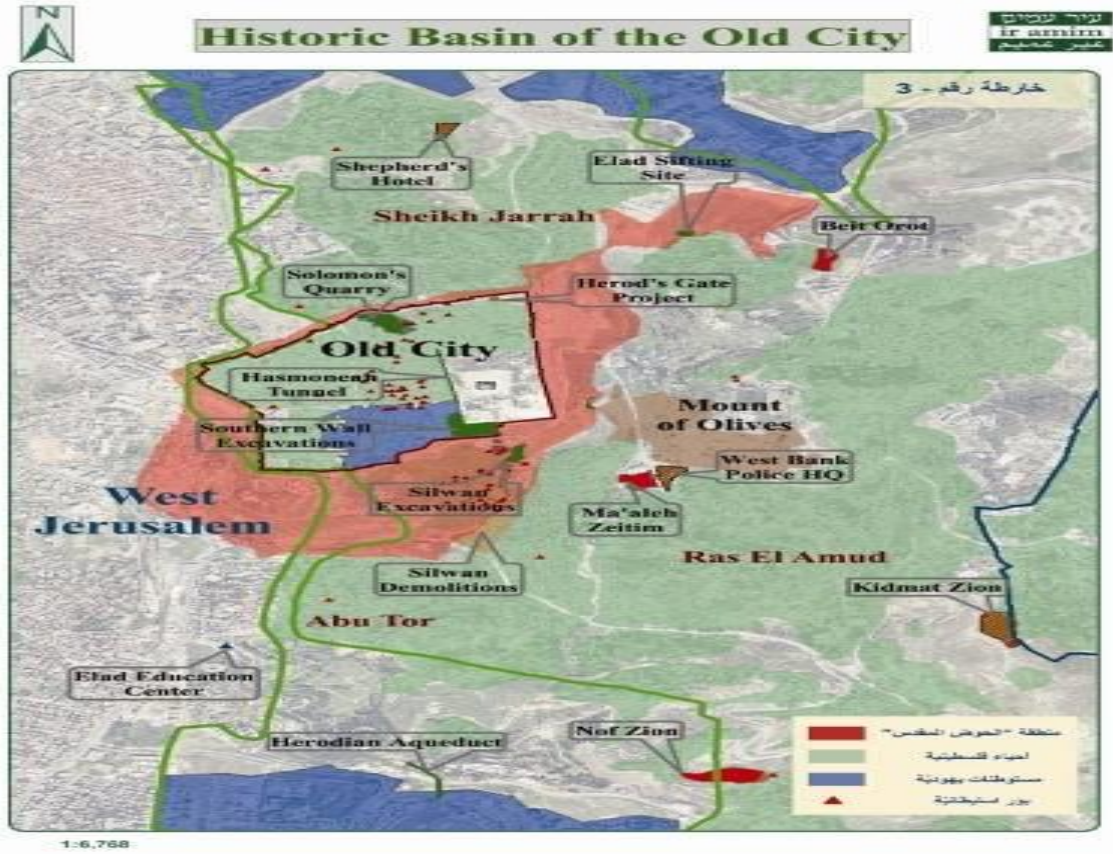 N
Historic Basin of the Old City
עיר עמים
ir amim
عير عميم
خارطة رقم - 3
Shepherd's
Hotel
Elad Sifting
Site
Sheikh Jarrah
Beit Orot
Solomon's
Quarry
Herod's Gate
Project
Old City
Hasmonean
Tunnel
Mount
of Olives
Southern Wall
Excavations
West Bank
Police HQ
West
Jerusalem
Silwan
Excavations
Ma'aleh
Zeitim
Ras El Amud
Silwan
Demolitions
Kidmat Zion
Abu Tor
Elad Education
Center
Herodian Aqueduct
Nof Zion
منطقة "الحوض المقدس"
احياء فلسطينية
مستوطنات يهودية
بؤر استيطانية
1:6,768